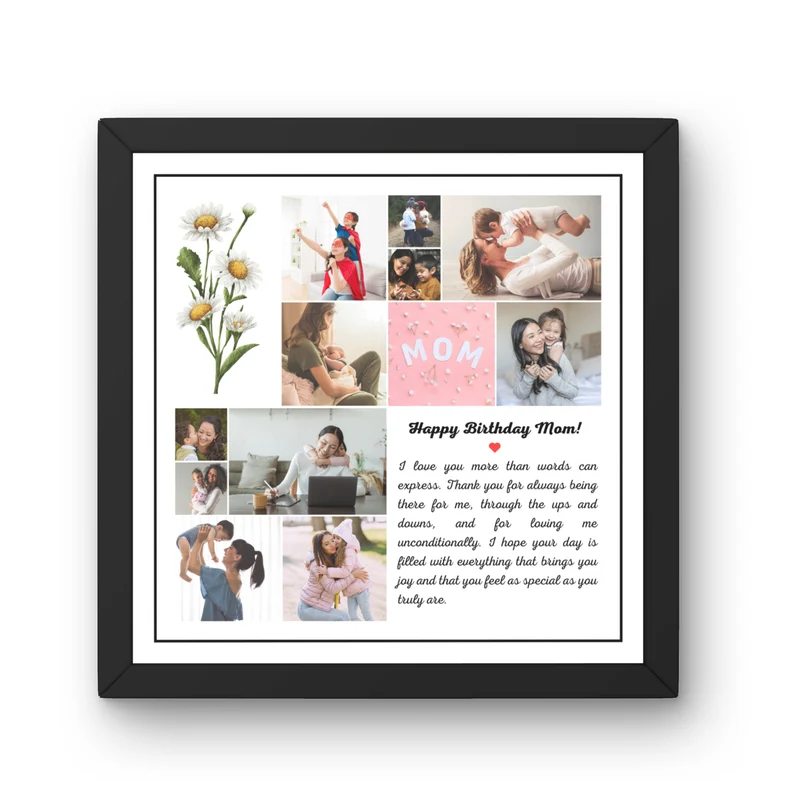 MOM
Happy Birthday Mom!
I love you more than words can
express. Thank you for always being
there for me, through the ups and
downs, and for loving me
unconditionally. I hope your day is
filled with everything that brings you
joy and that you feel as special as you
truly are.